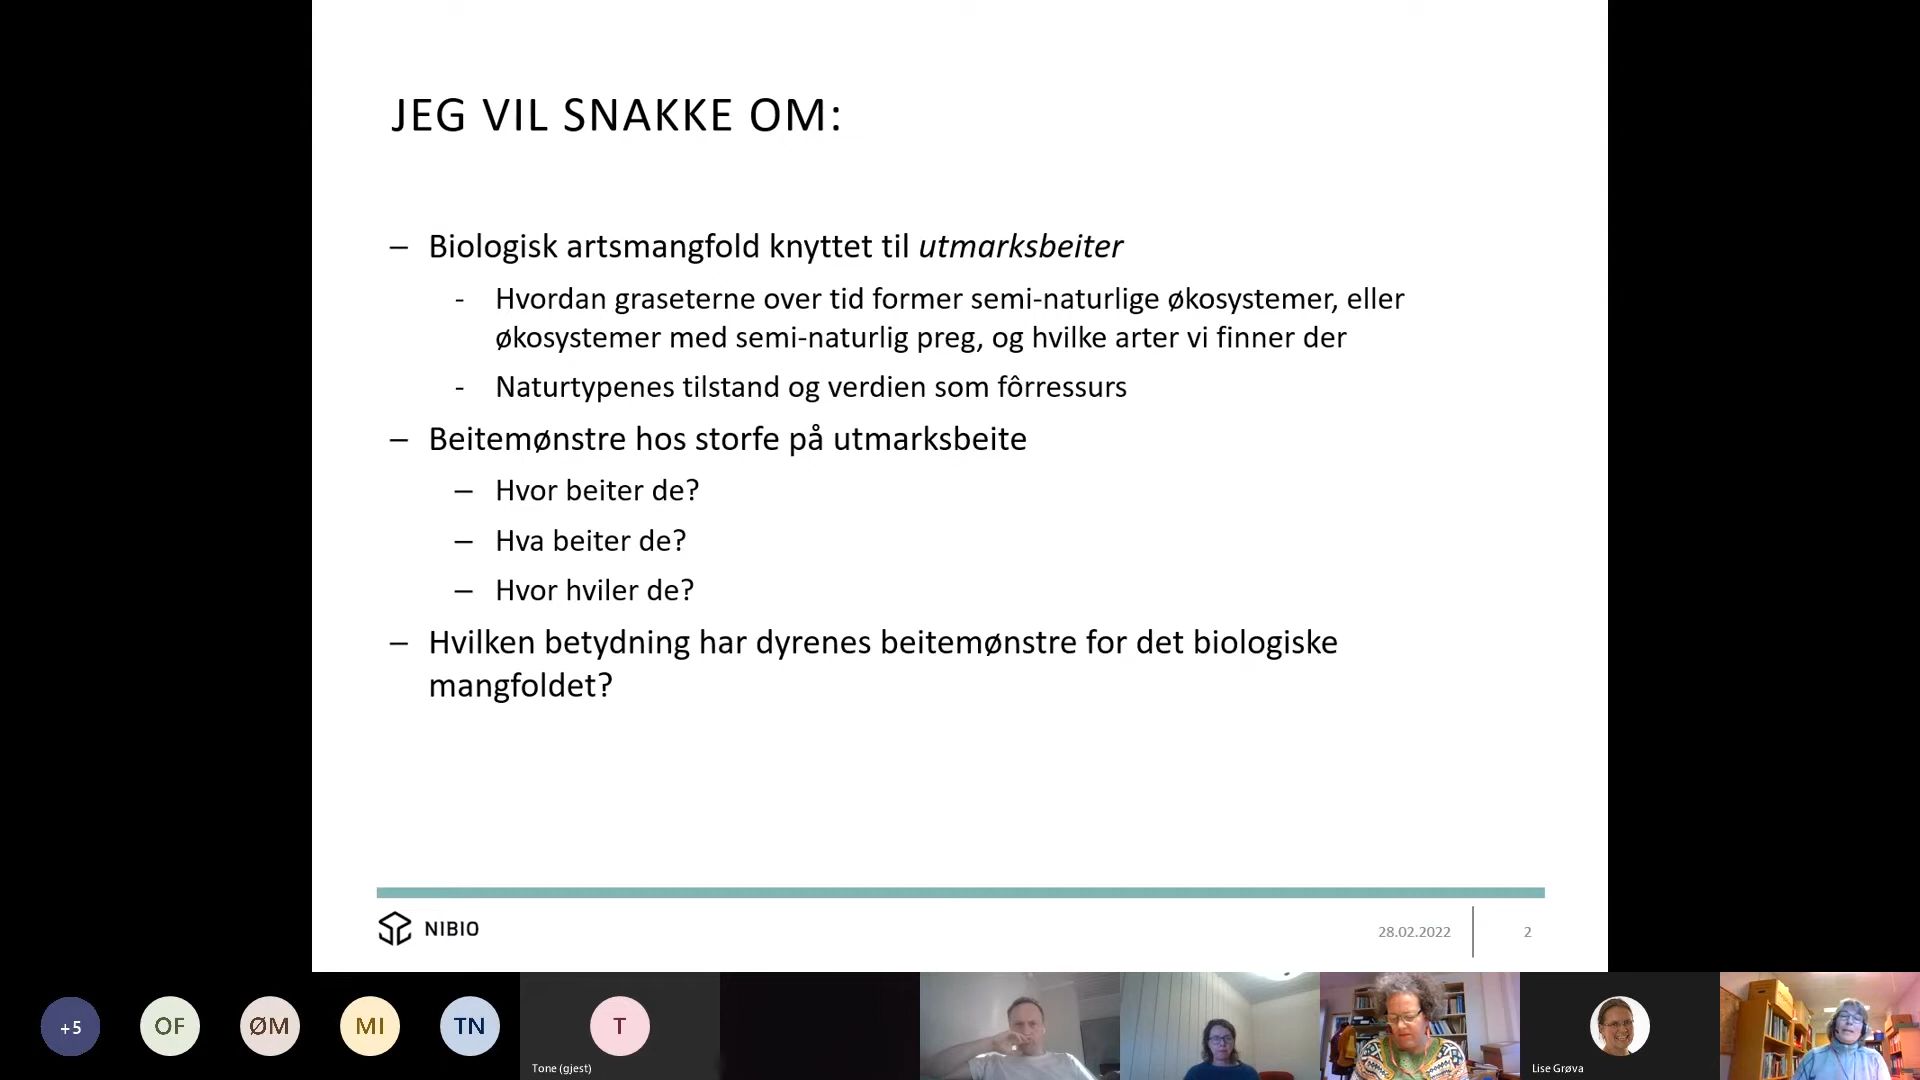 JEG VIL SNAKKE OM:
– Biologisk artsmangfold knyttet til utmarksbeiter
- Hvordan graseterne over tid former semi-naturlige økosystemer, eller
økosystemer med semi-naturlig preg, og hvilke arter vi finner der
- Naturtypenes tilstand og verdien som fôrressurs
– Beitemønstre hos storfe på utmarksbeite
– Hvor beiter de?
– Hva beiter de?
– Hvor hviler de?
– Hvilken betydning har dyrenes beitemønstre for det biologiske
mangfoldet?
NIBIO
28.02.2022
2
+5
OF
ØM
MI
TN
T
Tone (gjest)
Lise Grøva